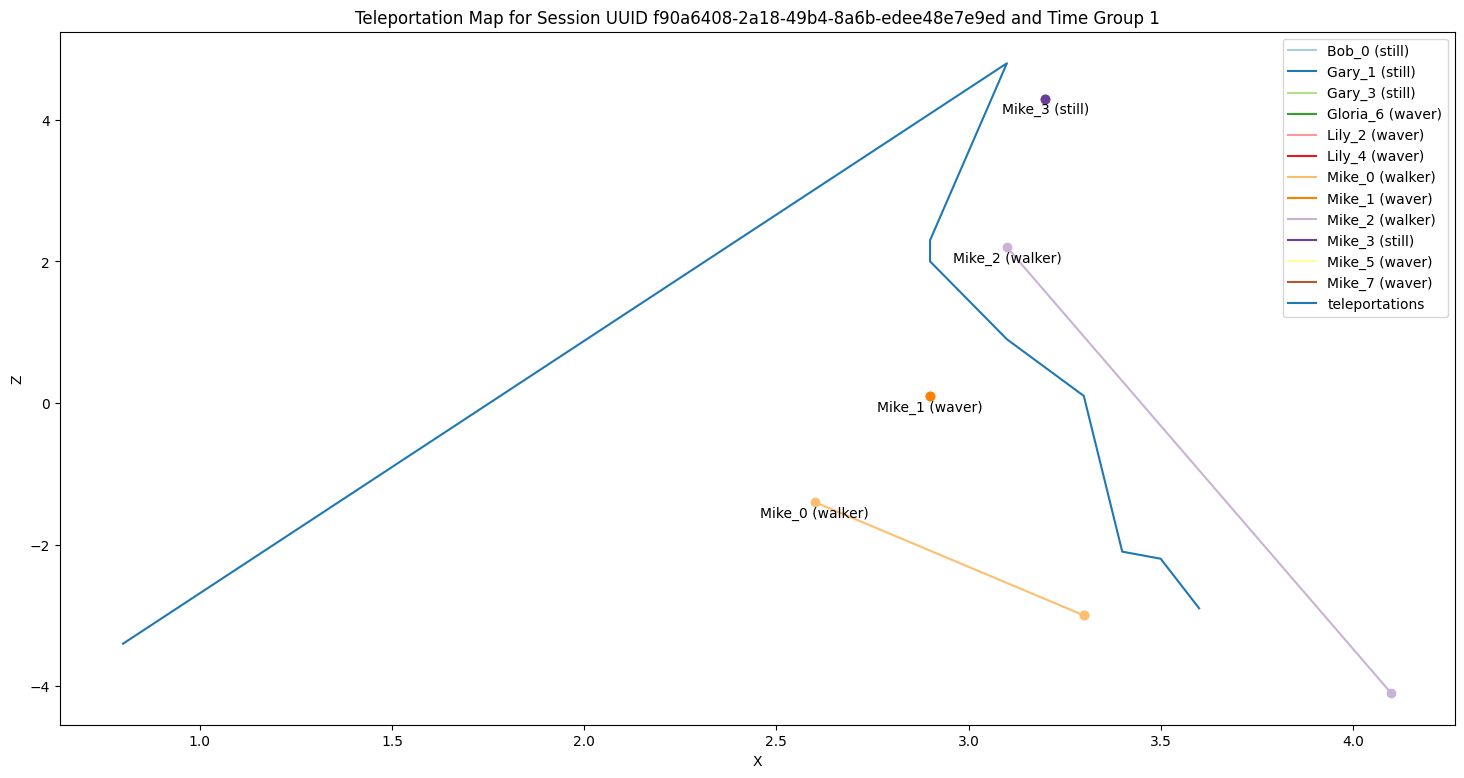 Teleportation Map for Session UUID f90a6408-2a18-49b4-8a6b-edee48e7e9ed and Time Group 1
Bob_0 (still)
Gary_1 (still)
Gary_3 (still)
Gloria_6 (waver)
Lily_2 (waver)
Lily_4 (waver)
Mike_0 (walker)
Mike_1 (waver)
Mike_2 (walker)
Mike_3 (still)
Mike_5 (waver)
Mike_7 (waver)
teleportations
Mike_3 (still)
Mike_2 (walker)
Mike_1 (waver)
Mike_0 (walker)
Z
4
2
0
−2
−4
1.0 1.5 2.0 2.5 3.0 3.5 4.0
X